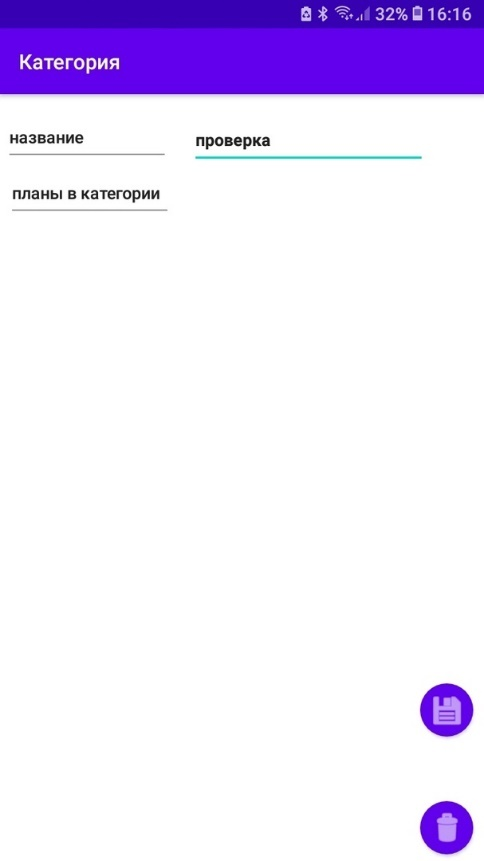 32% 16:16
Категория
название
проверка
планы в категории